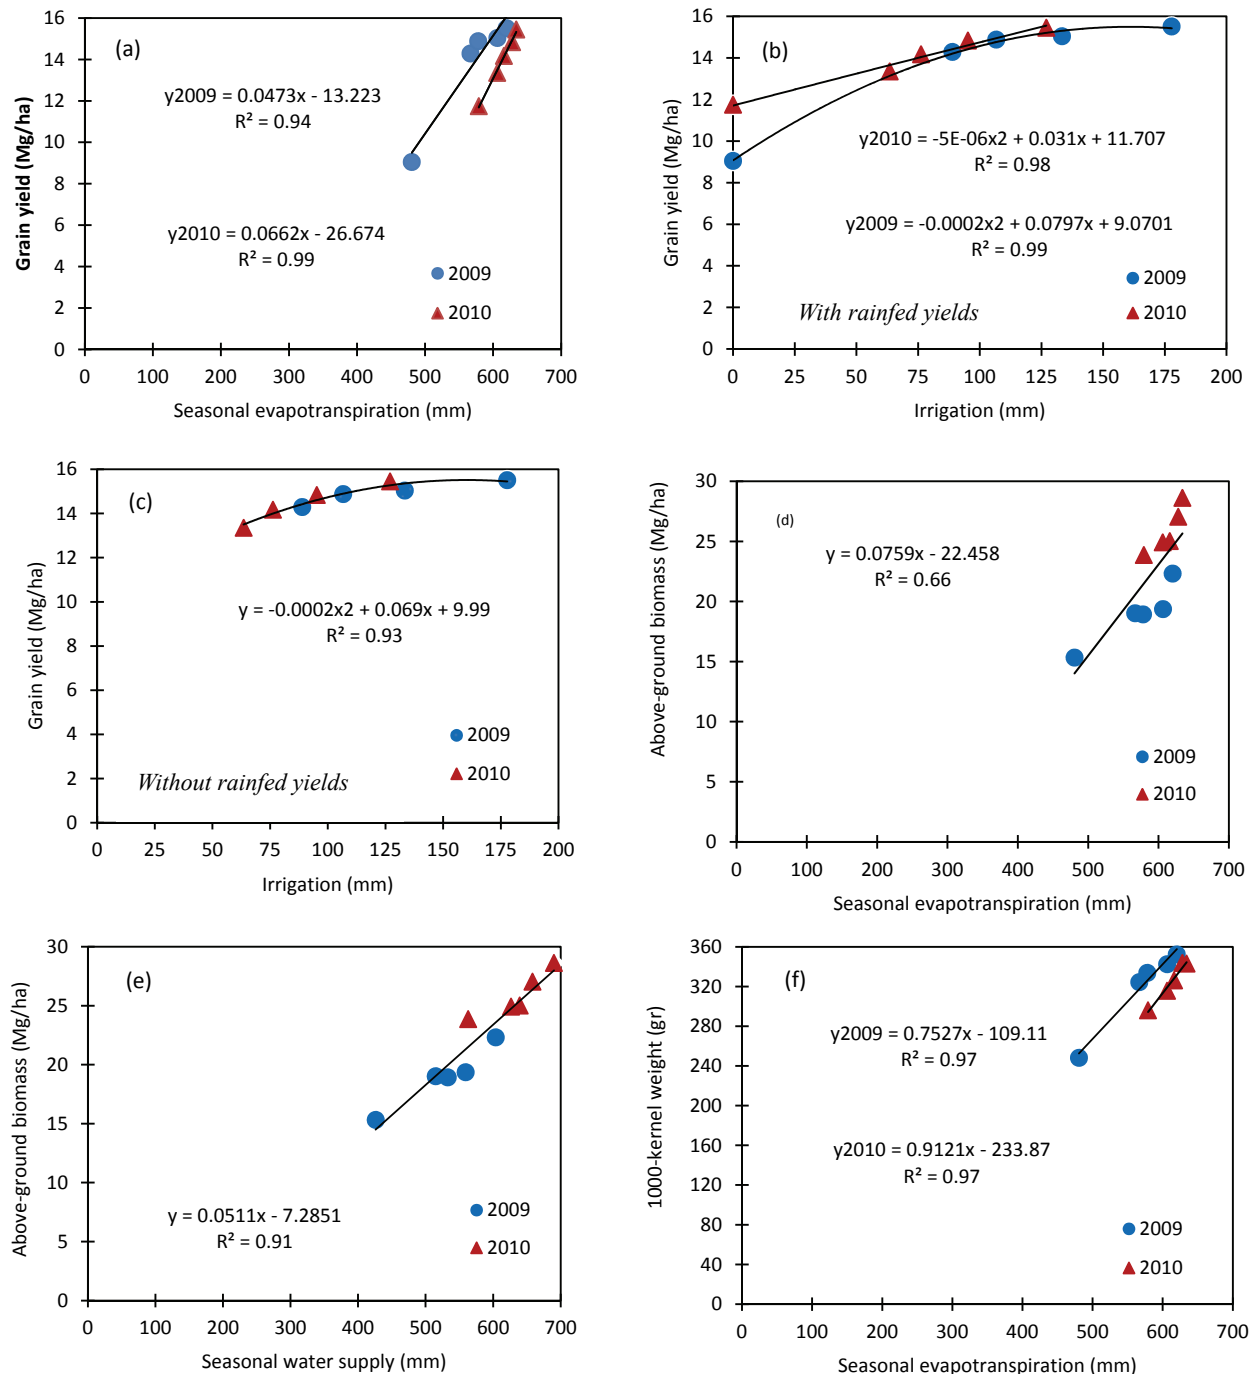 (a)
16
14
12
10
8
6
4
2
0
Grain yield (Mg/ha)
y2009 = 0.0473x - 13.223
R² = 0.94
y2010 = 0.0662x - 26.674
R² = 0.99
2009
2010
0 100 200 300 400 500 600 700
Seasonal evapotranspiration (mm)
(b)
16
14
12
10
8
6
4
2
0
Grain yield (Mg/ha)
y2010 = -5E-06x2 + 0.031x + 11.707
R² = 0.98
y2009 = -0.0002x2 + 0.0797x + 9.0701
R² = 0.99
2009
2010
With rainfed yields
0 25 50 75 100 125 150 175 200
Irrigation (mm)
(c)
16
14
12
10
8
6
4
2
0
Grain yield (Mg/ha)
y = -0.0002x2 + 0.069x + 9.99
R² = 0.93
2009
2010
Without rainfed yields
0 25 50 75 100 125 150 175 200
Irrigation (mm)
(d)
30
25
20
15
10
5
0
Above-ground biomass (Mg/ha)
y = 0.0759x - 22.458
R² = 0.66
2009
2010
0 100 200 300 400 500 600 700
Seasonal evapotranspiration (mm)
(e)
30
25
20
15
10
5
0
Above-ground biomass (Mg/ha)
y = 0.0511x - 7.2851
R² = 0.91
2009
2010
0 100 200 300 400 500 600 700
Seasonal water supply (mm)
(f)
360
320
280
240
200
160
120
80
40
0
1000-kernel weight (gr)
y2009 = 0.7527x - 109.11
R² = 0.97
y2010 = 0.9121x - 233.87
R² = 0.97
2009
2010
0 100 200 300 400 500 600 700
Seasonal evapotranspiration (mm)